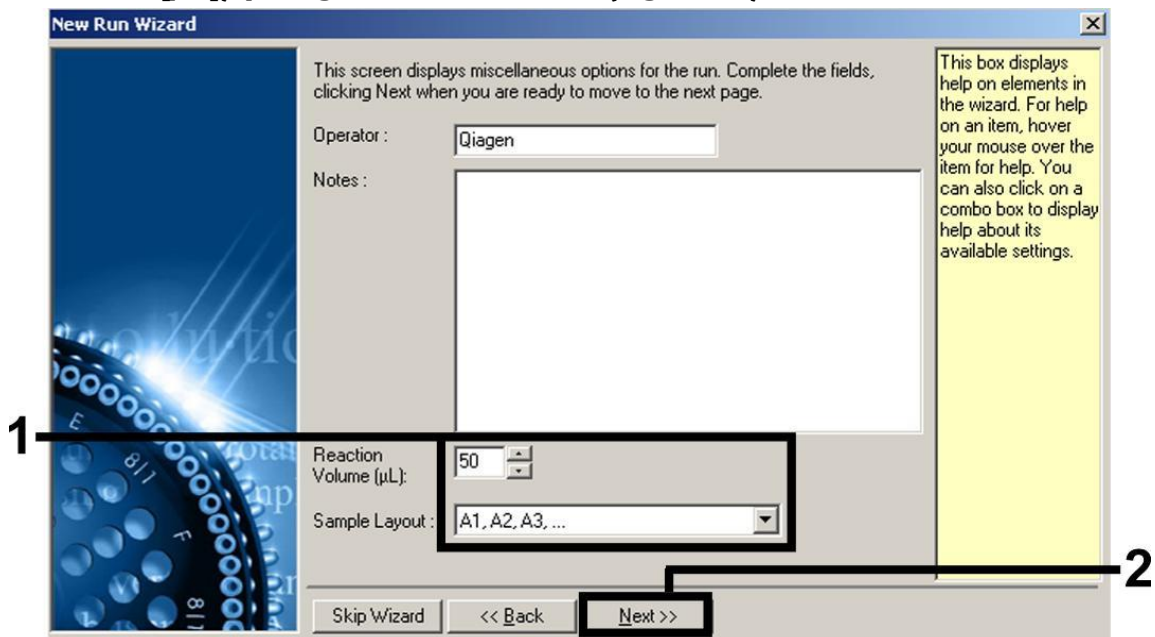 New Run Wizard
This screen displays miscellaneous options for the run. Complete the fields,
clicking Next when you are ready to move to the next page.
Operator :
Qiagen
Notes :
Reaction
Volume (µL):
50
Sample Layout :
A1, A2, A3, ...
Skip Wizard
<< Back
Next >>
This box displays
help on elements in
the wizard. For help
on an item, hover
your mouse over the
item for help. You
can also click on a
combo box to display
help about its
available settings.
1
2
E
8|1
F
8|1